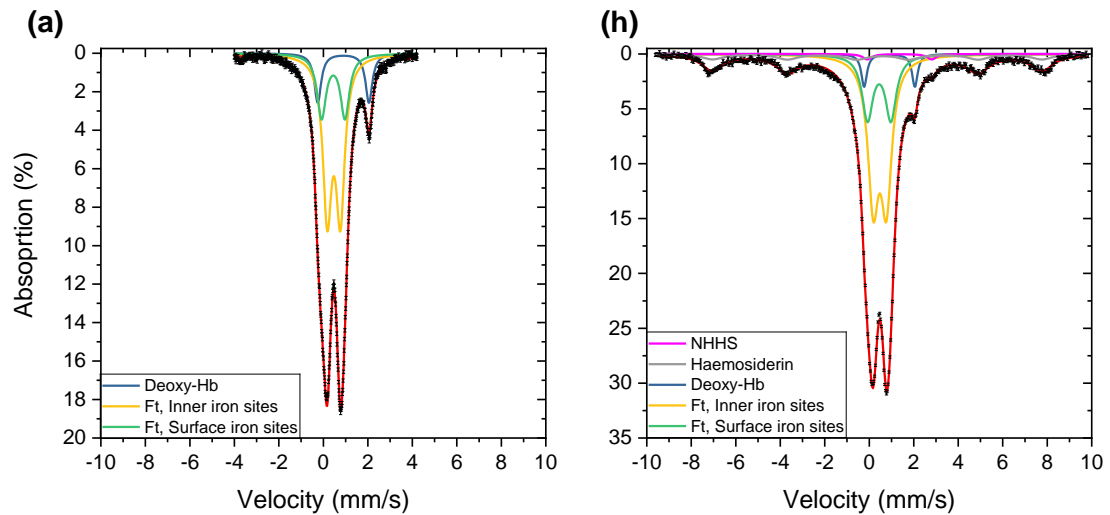 (a)
0
2
4
6
8
10
12
14
16
18
20
Absoprtion (%)
Deoxy-Hb
Ft, Inner iron sites
Ft, Surface iron sites
-10 -8 -6 -4 -2 0 2 4 6 8 10
Velocity (mm/s)
(h)
0
5
10
15
20
25
30
35
NHHS
Haemosiderin
Deoxy-Hb
Ft, Inner iron sites
Ft, Surface iron sites
-10 -8 -6 -4 -2 0 2 4 6 8 10
Velocity (mm/s)